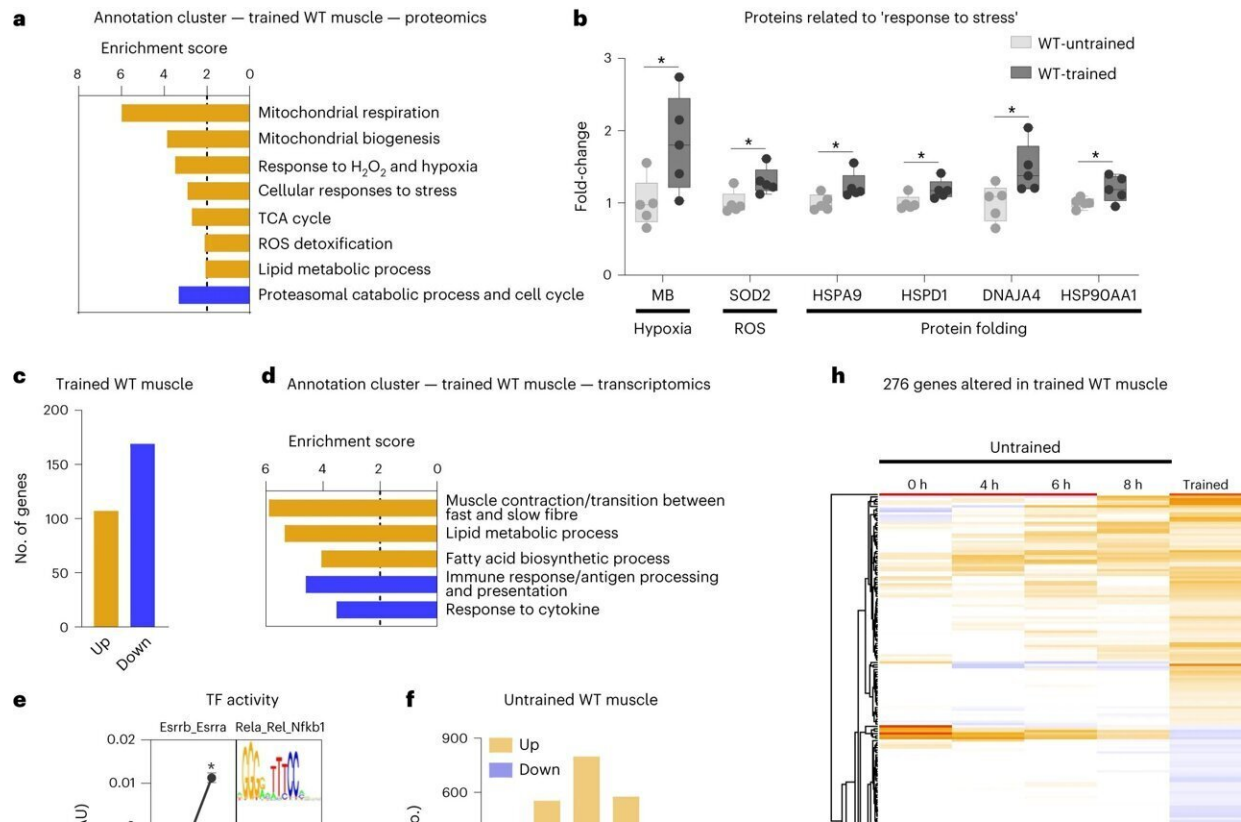 a
Annotation cluster — trained WT muscle — proteomics
Enrichment score
8 6 4 2 0
Mitochondrial respiration
Mitochondrial biogenesis
Response to H2O2 and hypoxia
Cellular responses to stress
TCA cycle
ROS detoxification
Lipid metabolic process
Proteasomal catabolic process and cell cycle
b
Proteins related to 'response to stress'
WT-untrained
WT-trained
Fold-change
3
2
1
0
* * * * * *
MB SOD2 HSPA9 HSPD1 DNAJA4 HSP90AA1
Hypoxia ROS Protein folding
c
Trained WT muscle
No. of genes
200
150
100
50
0
Up Down
d
Annotation cluster — trained WT muscle — transcriptomics
Enrichment score
6 4 2 0
Muscle contraction/transition between
fast and slow fibre
Lipid metabolic process
Fatty acid biosynthetic process
Immune response/antigen processing
and presentation
Response to cytokine
e
TF activity
Esrrb_Esrra Rela_Rel_Nfkb1
0.02
0.01
*
f
Untrained WT muscle
900
600
Up
Down
h
276 genes altered in trained WT muscle
Untrained
0 h 4 h 6 h 8 h Trained